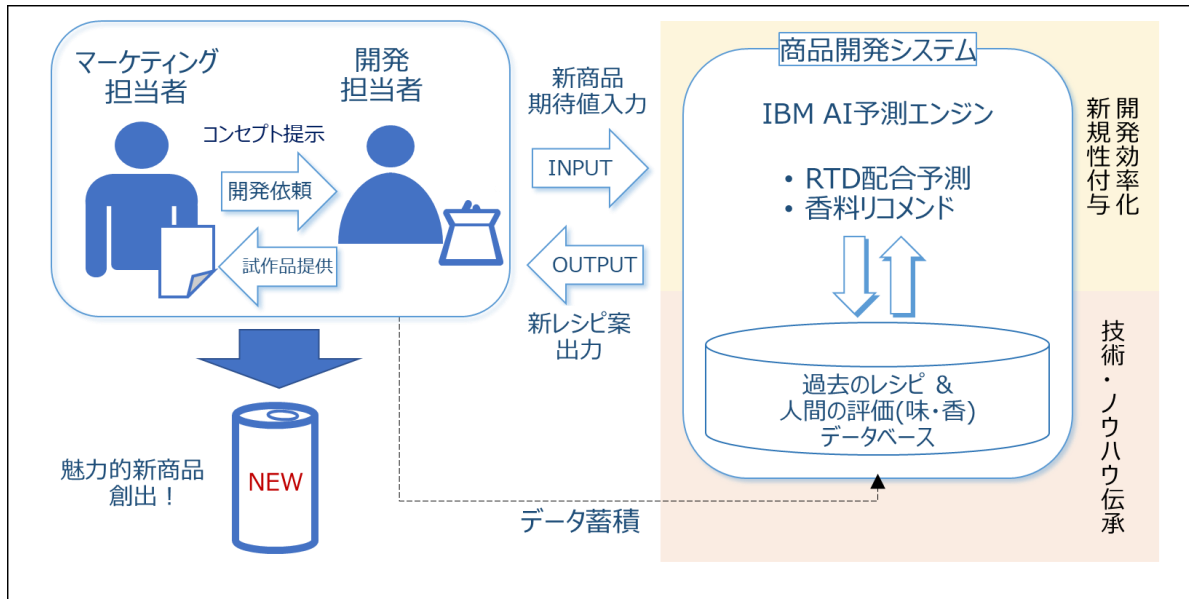 マーケティング
担当者
開発
担当者
コンセプト提示
開発依頼
試作品提供
新商品
期待値入力
INPUT
OUTPUT
新レシピ案
出力
商品開発システム
IBM AI予測エンジン
・RTD配合予測
・香料リコメンド
過去のレシピ &
人間の評価(味・香)
データベース
開発効率化
新規性付与
技術・ノウハウ伝承
魅力的新商品
創出！
NEW
データ蓄積